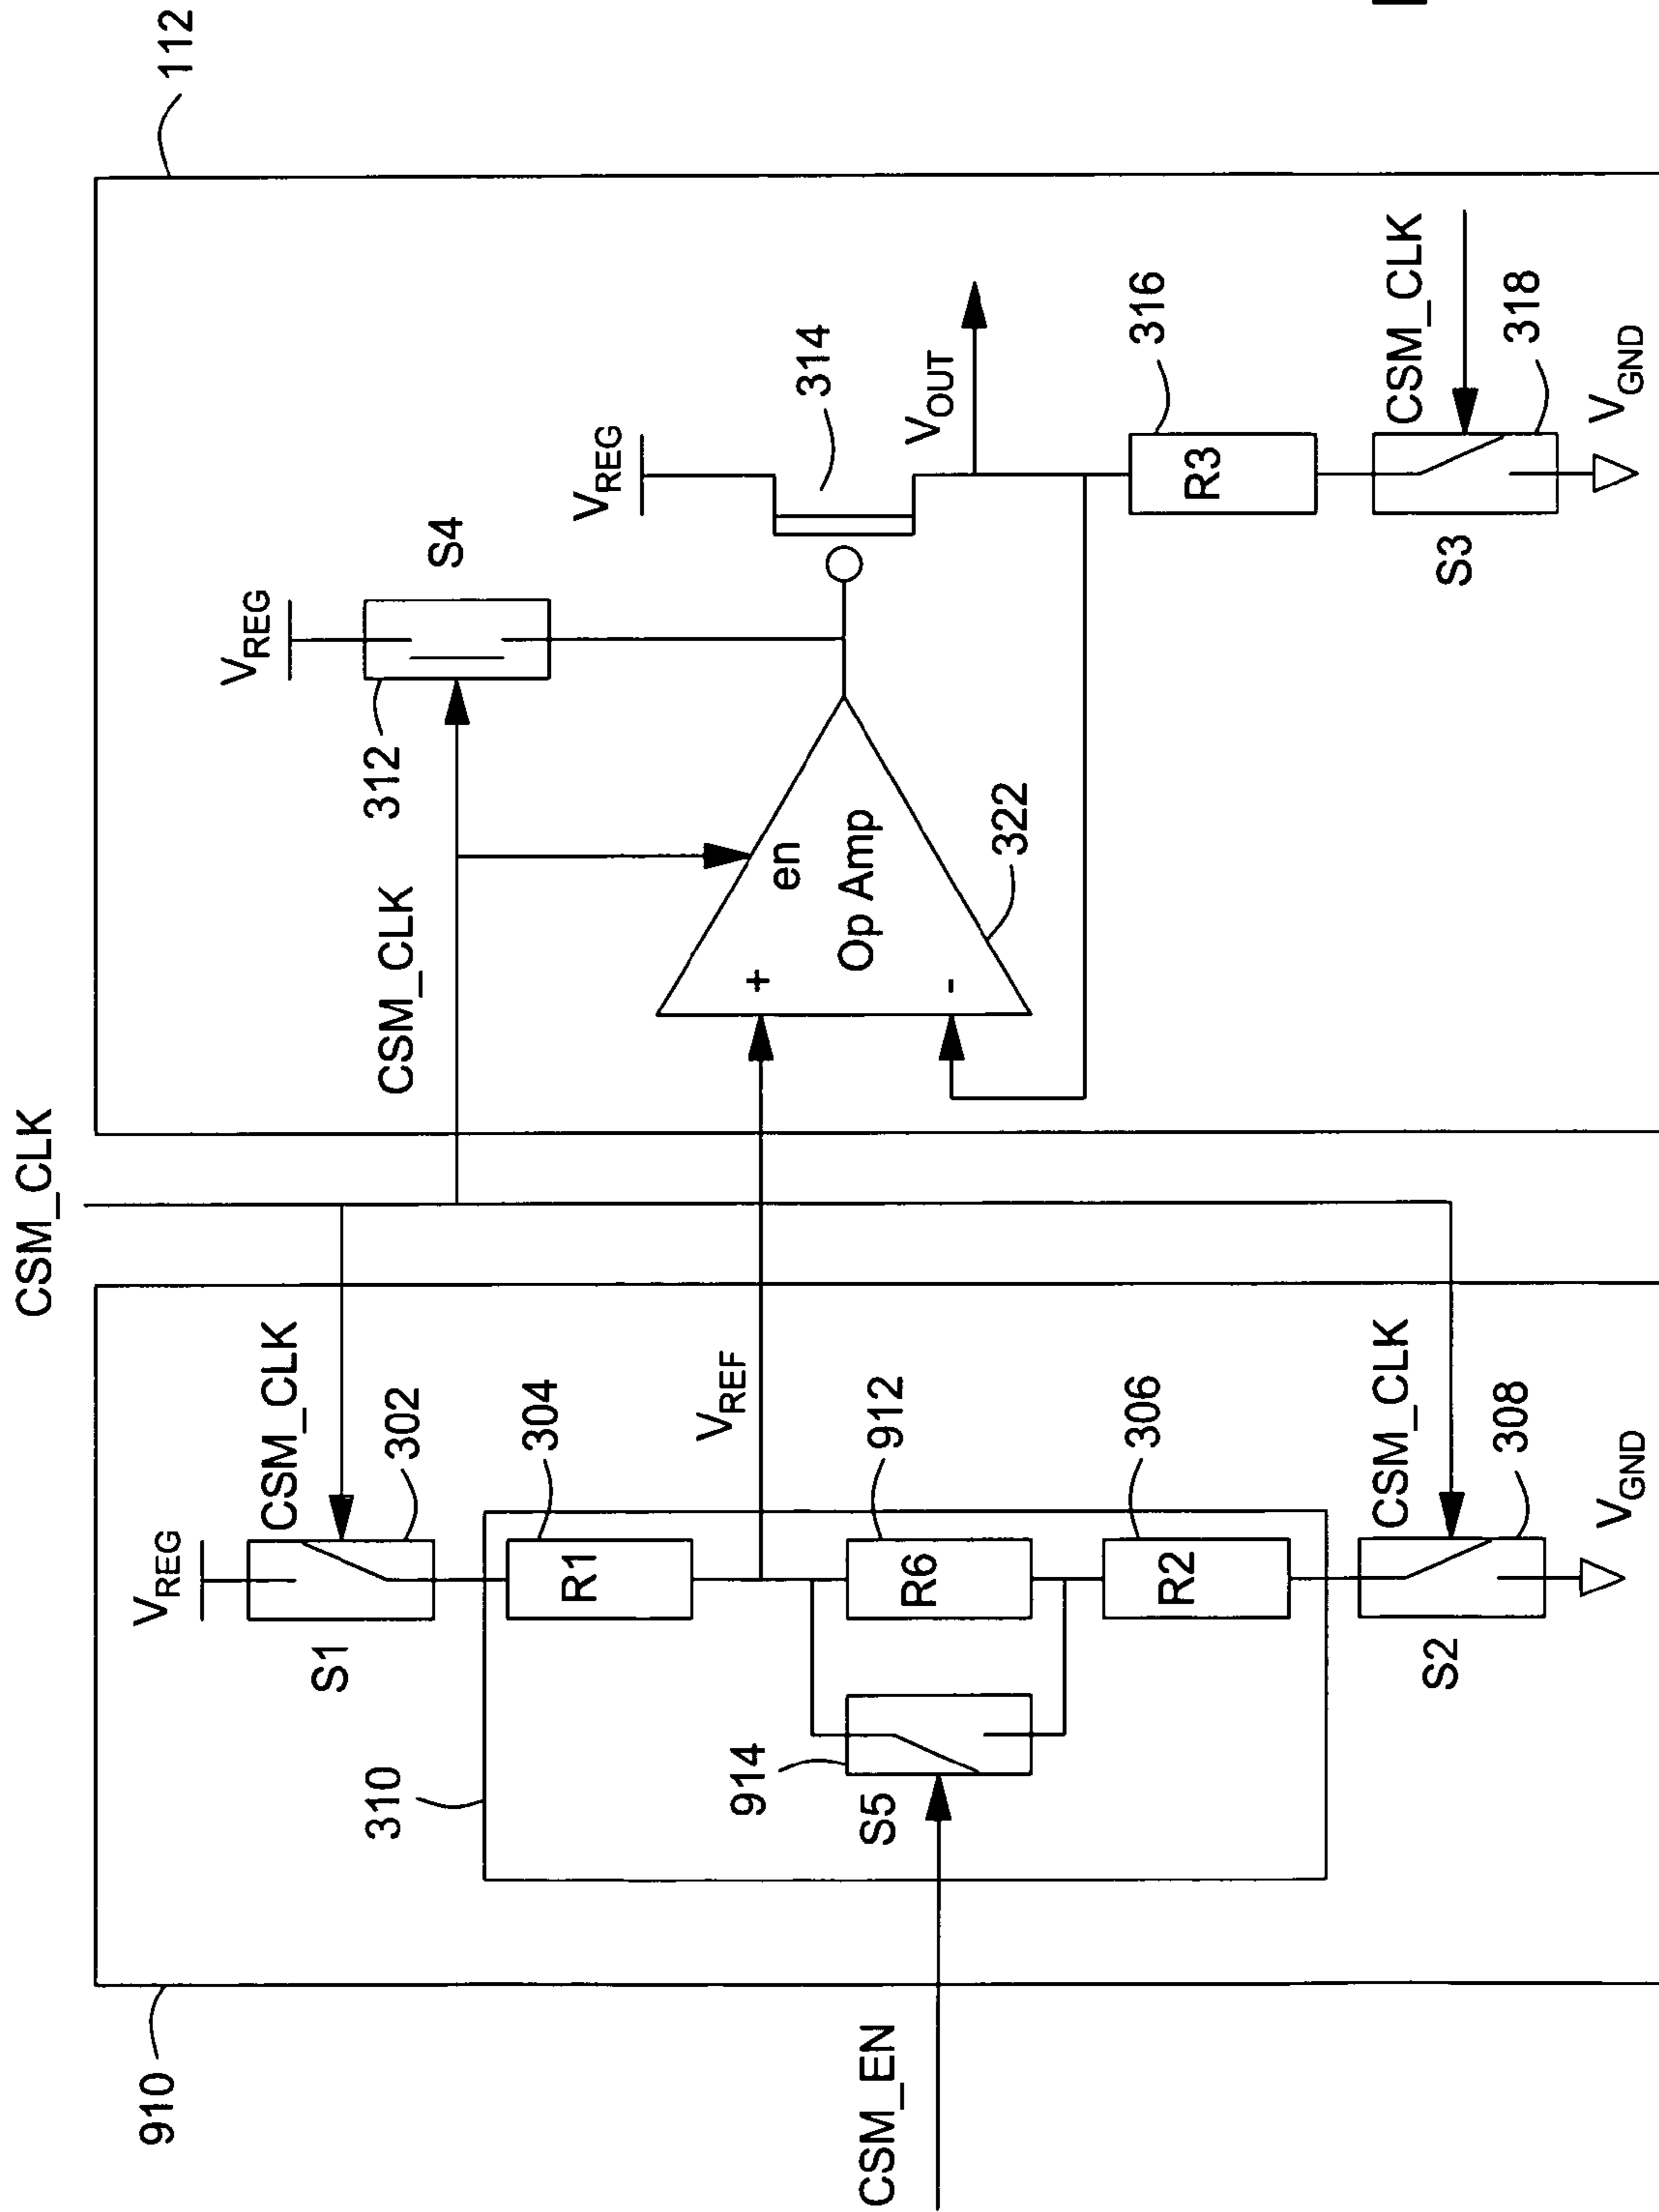 CSM_CLK
910
112
V_REG
CSM_CLK
302
S1
310
304
R1
V_REF
914
S5
R6
912
CSM_EN
R2
306
CSM_CLK
308
S2
V_GND
CSM_CLK
V_REG
312
S4
en
Op Amp
+
-
322
V_REG
314
V_OUT
316
R3
CSM_CLK
318
S3
V_GND